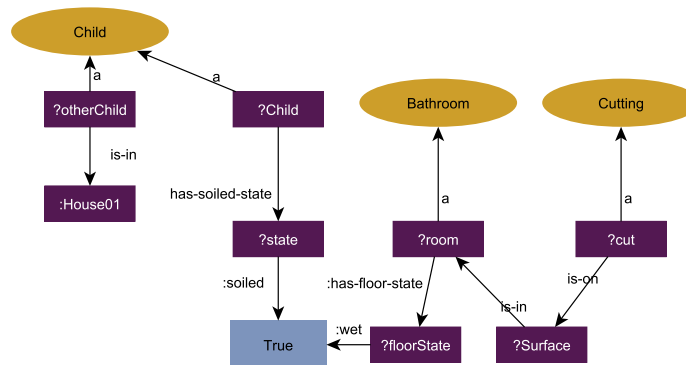 Child
a
a
?otherChild
?Child
Bathroom
Cutting
is-in
has-soiled-state
a
a
:House01
?state
?room
?cut
:soiled
:has-floor-state
is-on
is-in
:wet
True
?floorState
?Surface